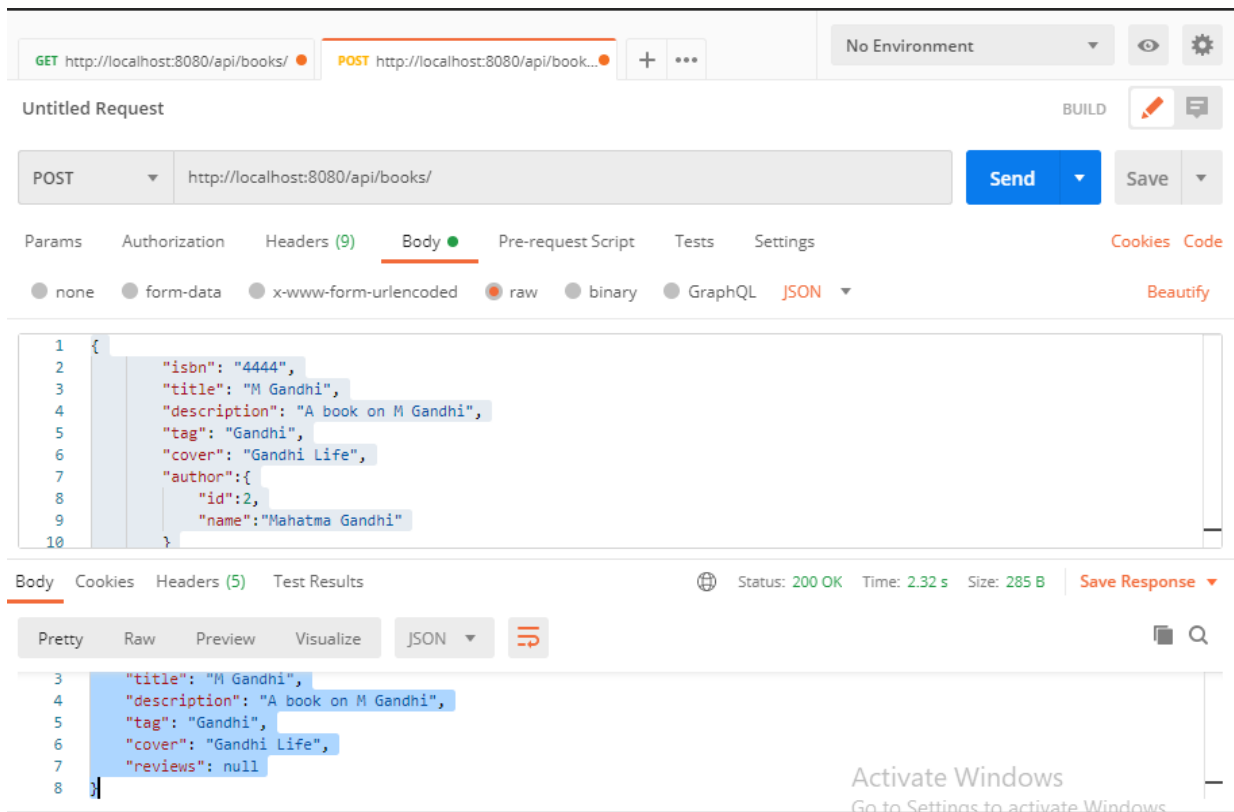 GET http://localhost:8080/api/books/ POST http://localhost:8080/api/book... + ••• No Environment
Untitled Request BUILD
POST http://localhost:8080/api/books/ Send Save
Params Authorization Headers (9) Body Pre-request Script Tests Settings Cookies Code
none form-data x-www-form-urlencoded raw binary GraphQL JSON Beautify
1 {
2 "isbn": "4444",
3 "title": "M Gandhi",
4 "description": "A book on M Gandhi",
5 "tag": "Gandhi",
6 "cover": "Gandhi Life",
7 "author":{
8 "id":2,
9 "name":"Mahatma Gandhi"
10 }
Body Cookies Headers (5) Test Results Status: 200 OK Time: 2.32 s Size: 285 B Save Response
Pretty Raw Preview Visualize JSON
3 "title": "M Gandhi",
4 "description": "A book on M Gandhi",
5 "tag": "Gandhi",
6 "cover": "Gandhi Life",
7 "reviews": null
8 }
Activate Windows
Go to Settings to activate Windows.